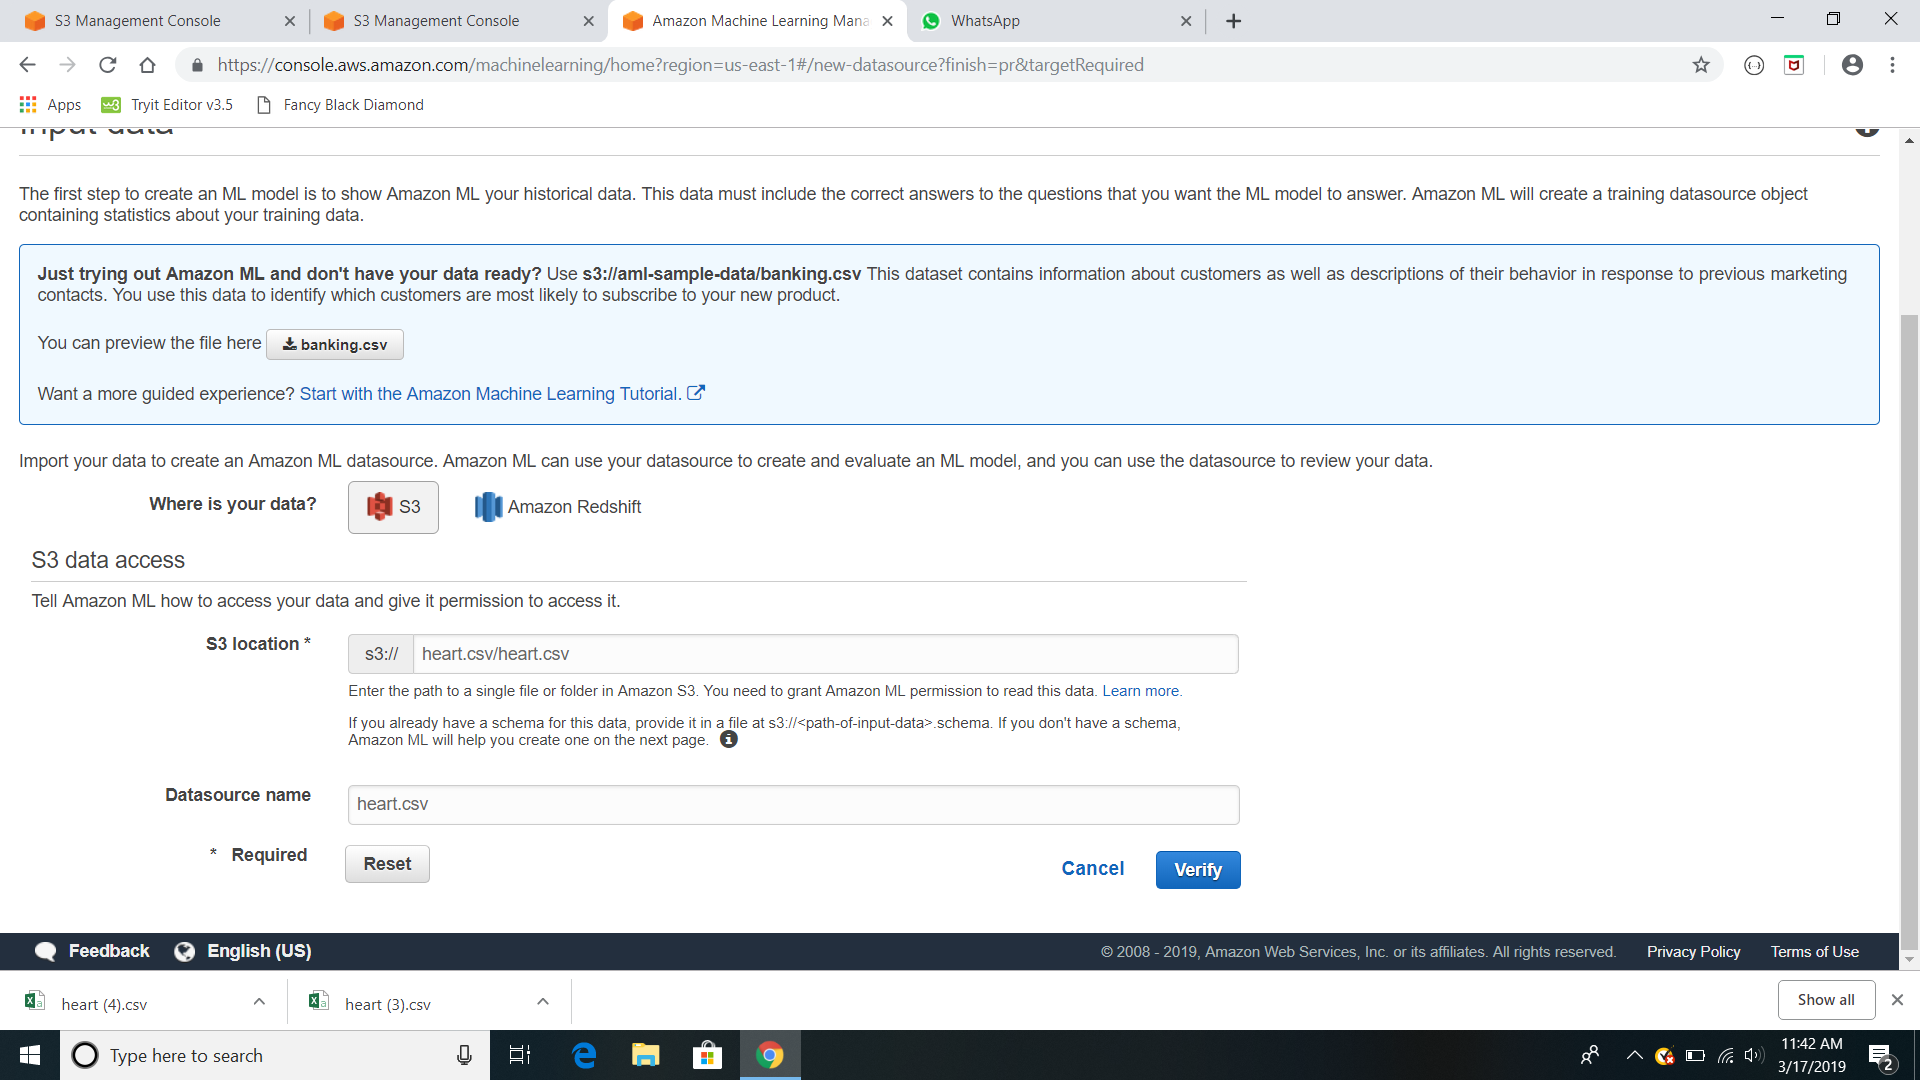 S3 Management Console
S3 Management Console
Amazon Machine Learning Mana
WhatsApp
https://console.aws.amazon.com/machinelearning/home?region=us-east-1#/new-datasource?finish=pr&targetRequired
Apps
Tryit Editor v3.5
Fancy Black Diamond
Input data
The first step to create an ML model is to show Amazon ML your historical data. This data must include the correct answers to the questions that you want the ML model to answer. Amazon ML will create a training datasource object
containing statistics about your training data.
Just trying out Amazon ML and don't have your data ready? Use s3://aml-sample-data/banking.csv This dataset contains information about customers as well as descriptions of their behavior in response to previous marketing
contacts. You use this data to identify which customers are most likely to subscribe to your new product.
You can preview the file here banking.csv
Want a more guided experience? Start with the Amazon Machine Learning Tutorial.
Import your data to create an Amazon ML datasource. Amazon ML can use your datasource to create and evaluate an ML model, and you can use the datasource to review your data.
Where is your data? S3 Amazon Redshift
S3 data access
Tell Amazon ML how to access your data and give it permission to access it.
S3 location * s3:// heart.csv/heart.csv
Enter the path to a single file or folder in Amazon S3. You need to grant Amazon ML permission to read this data. Learn more.
If you already have a schema for this data, provide it in a file at s3://<path-of-input-data>.schema. If you don't have a schema,
Amazon ML will help you create one on the next page.
Datasource name heart.csv
* Required Reset Cancel Verify
Feedback English (US) © 2008 - 2019, Amazon Web Services, Inc. or its affiliates. All rights reserved. Privacy Policy Terms of Use
heart (4).csv heart (3).csv Show all
Type here to search
11:42 AM
3/17/2019
2